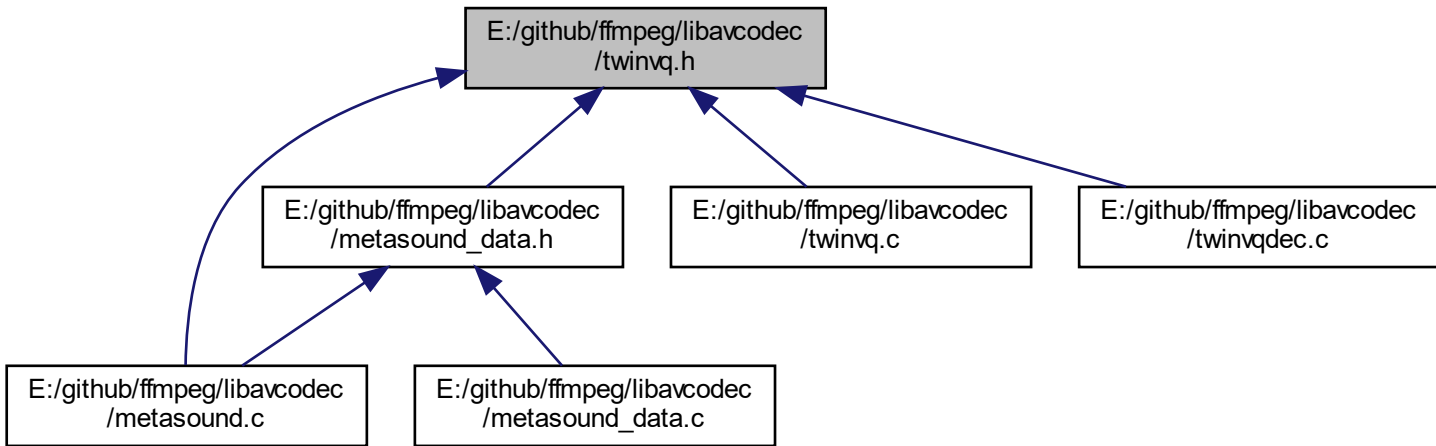 E:/github/ffmpeg/libavcodec
/twinvq.h
E:/github/ffmpeg/libavcodec
/metasound_data.h
E:/github/ffmpeg/libavcodec
/twinvq.c
E:/github/ffmpeg/libavcodec
/twinvqdec.c
E:/github/ffmpeg/libavcodec
/metasound.c
E:/github/ffmpeg/libavcodec
/metasound_data.c